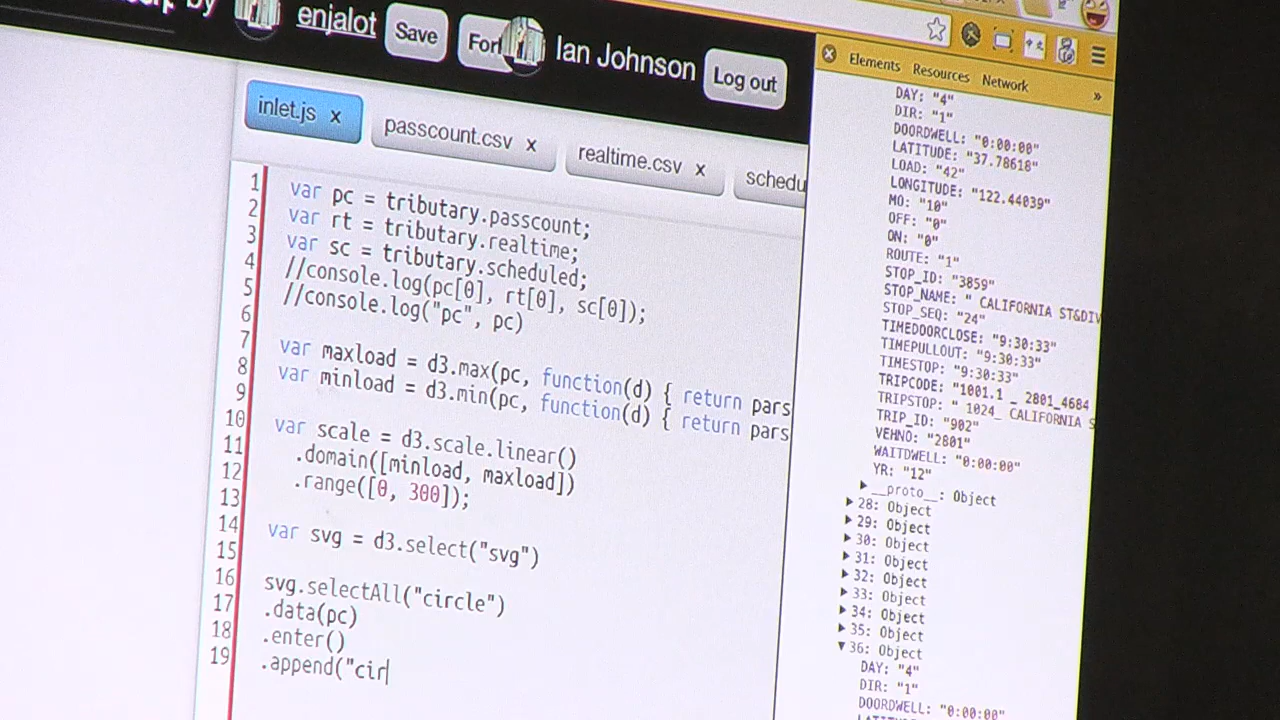 by enjalot Save Ian Johnson Log out
inlet.js x passcount.csv x realtime.csv x schedu
1 var pc = tributary.passcount;
2 var rt = tributary.realtime;
3 var sc = tributary.scheduled;
4 //console.log(pc[0], rt[0], sc[0]);
5 //console.log("pc", pc)
6
7 var maxload = d3.max(pc, function(d) { return pars
8 var minload = d3.min(pc, function(d) { return pars
9
10 var scale = d3.scale.linear()
11 .domain([minload, maxload])
12 .range([0, 300]);
13
14 var svg = d3.select("svg")
15
16 svg.selectAll("circle")
17 .data(pc)
18 .enter()
19 .append("cir
Elements Resources Network »
DAY: "4"
DIR: "1"
DOORDWELL: "0:00:00"
LATITUDE: "37.78618"
LOAD: "42"
LONGITUDE: "122.44039"
MO: "10"
OFF: "0"
ON: "0"
ROUTE: "1"
STOP_ID: "3859"
STOP_NAME: " CALIFORNIA ST&DIV
STOP_SEQ: "24"
TIMEDOORCLOSE: "9:30:33"
TIMEPULLOUT: "9:30:33"
TIMESTOP: "9:30:33"
TRIPCODE: "1001.1 _ 2801_4684
TRIPSTOP: " 1024_ CALIFORNIA S
TRIP_ID: "902"
VEHNO: "2801"
WAITDWELL: "0:00:00"
YR: "12"
__proto__: Object
28: Object
29: Object
30: Object
31: Object
32: Object
33: Object
34: Object
35: Object
36: Object
DAY: "4"
DIR: "1"
DOORDWELL: "0:00:00"